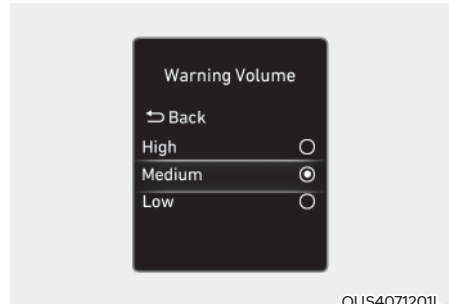 Warning Volume
Back
High
Medium
Low
OUS4071201L